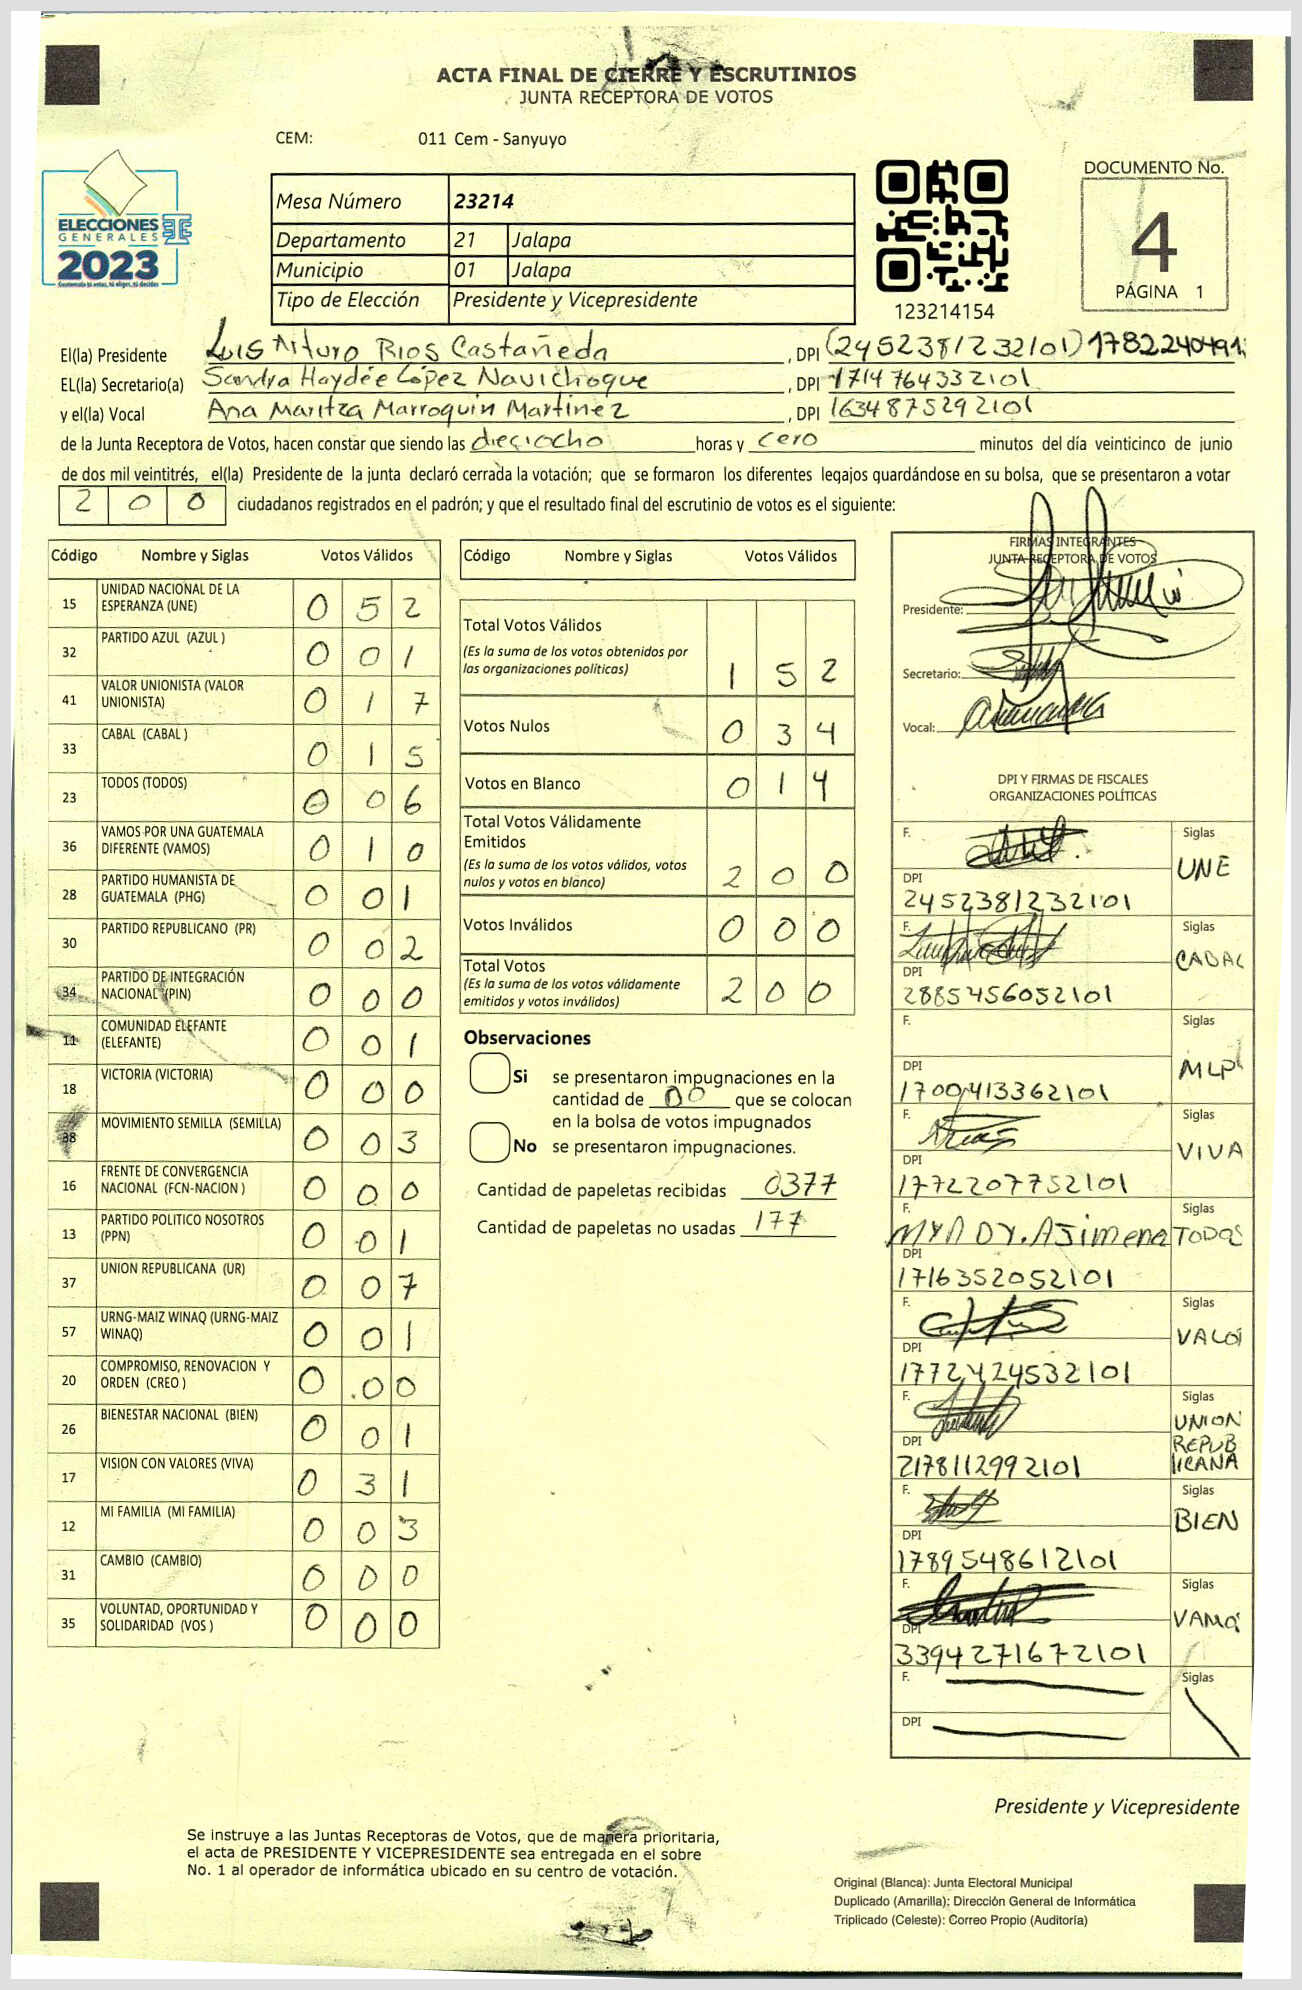 ACTA FINAL DE CIERRE Y ESCRUTINIOS
JUNTA RECEPTORA DE VOTOS
CEM: 011 Cem - Sanyuyo
ELECCIONES
GENERALES
2023
Guatemala tú votas, tú eliges, tú decides
Mesa Número 23214
Departamento 21 Jalapa
Municipio 01 Jalapa
Tipo de Elección Presidente y Vicepresidente
123214154
DOCUMENTO No.
4
PÁGINA 1
El(la) Presidente Luis Arturo Rios Castañeda, DPI (2452381232101) 1782240491
EL(la) Secretario(a) Sandra Haydée López Navichoque, DPI 1714764332101
y el(la) Vocal Ana Maritza Marroquin Martinez, DPI 1634875292101
de la Junta Receptora de Votos, hacen constar que siendo las dieciocho horas y cero minutos del día veinticinco de junio
de dos mil veintitrés, el(la) Presidente de la junta declaró cerrada la votación; que se formaron los diferentes legajos guardándose en su bolsa, que se presentaron a votar
2 0 0 ciudadanos registrados en el padrón; y que el resultado final del escrutinio de votos es el siguiente:
Código Nombre y Siglas Votos Válidos
15 UNIDAD NACIONAL DE LA ESPERANZA (UNE) 0 5 2
32 PARTIDO AZUL (AZUL ) 0 0 1
41 VALOR UNIONISTA (VALOR UNIONISTA) 0 1 7
33 CABAL (CABAL ) 0 1 5
23 TODOS (TODOS) 0 0 6
36 VAMOS POR UNA GUATEMALA DIFERENTE (VAMOS) 0 1 0
28 PARTIDO HUMANISTA DE GUATEMALA (PHG) 0 0 1
30 PARTIDO REPUBLICANO (PR) 0 0 2
34 PARTIDO DE INTEGRACIÓN NACIONAL (PIN) 0 0 0
11 COMUNIDAD ELEFANTE (ELEFANTE) 0 0 1
18 VICTORIA (VICTORIA) 0 0 0
38 MOVIMIENTO SEMILLA (SEMILLA) 0 0 3
16 FRENTE DE CONVERGENCIA NACIONAL (FCN-NACION ) 0 0 0
13 PARTIDO POLITICO NOSOTROS (PPN) 0 0 1
37 UNION REPUBLICANA (UR) 0 0 7
57 URNG-MAIZ WINAQ (URNG-MAIZ WINAQ) 0 0 1
20 COMPROMISO, RENOVACION Y ORDEN (CREO ) 0 0 0
26 BIENESTAR NACIONAL (BIEN) 0 0 1
17 VISION CON VALORES (VIVA) 0 3 1
12 MI FAMILIA (MI FAMILIA) 0 0 3
31 CAMBIO (CAMBIO) 0 0 0
35 VOLUNTAD, OPORTUNIDAD Y SOLIDARIDAD (VOS ) 0 0 0
Código Nombre y Siglas Votos Válidos
Total Votos Válidos
(Es la suma de los votos obtenidos por
las organizaciones políticas) 1 5 2
Votos Nulos 0 3 4
Votos en Blanco 0 1 4
Total Votos Válidamente
Emitidos
(Es la suma de los votos válidos, votos
nulos y votos en blanco) 2 0 0
Votos Inválidos 0 0 0
Total Votos
(Es la suma de los votos válidamente
emitidos y votos inválidos) 2 0 0
Observaciones
Si se presentaron impugnaciones en la
cantidad de 00 que se colocan
en la bolsa de votos impugnados
No se presentaron impugnaciones.
Cantidad de papeletas recibidas 0377
Cantidad de papeletas no usadas 177
FIRMAS INTEGRANTES
JUNTA RECEPTORA DE VOTOS
Presidente:
Secretario:
Vocal:
DPI Y FIRMAS DE FISCALES
ORGANIZACIONES POLÍTICAS
F. Siglas UNE
DPI 2452381232101
F. Siglas CABAL
DPI 2885456052101
F. Siglas MLP
DPI 1700413362101
F. Siglas VIVA
DPI 1772207752101
F. Siglas TODOS
DPI 1716352052101
F. Siglas VALOR
DPI 1772424532101
F. Siglas UNION REPUBLICANA
DPI 2178112992101
F. Siglas BIEN
DPI 1789548612101
F. Siglas VAMO
DPI 3394271672101
F. Siglas
DPI
Presidente y Vicepresidente
Se instruye a las Juntas Receptoras de Votos, que de manera prioritaria,
el acta de PRESIDENTE Y VICEPRESIDENTE sea entregada en el sobre
No. 1 al operador de informática ubicado en su centro de votación.
Original (Blanca): Junta Electoral Municipal
Duplicado (Amarilla): Dirección General de Informática
Triplicado (Celeste): Correo Propio (Auditoría)